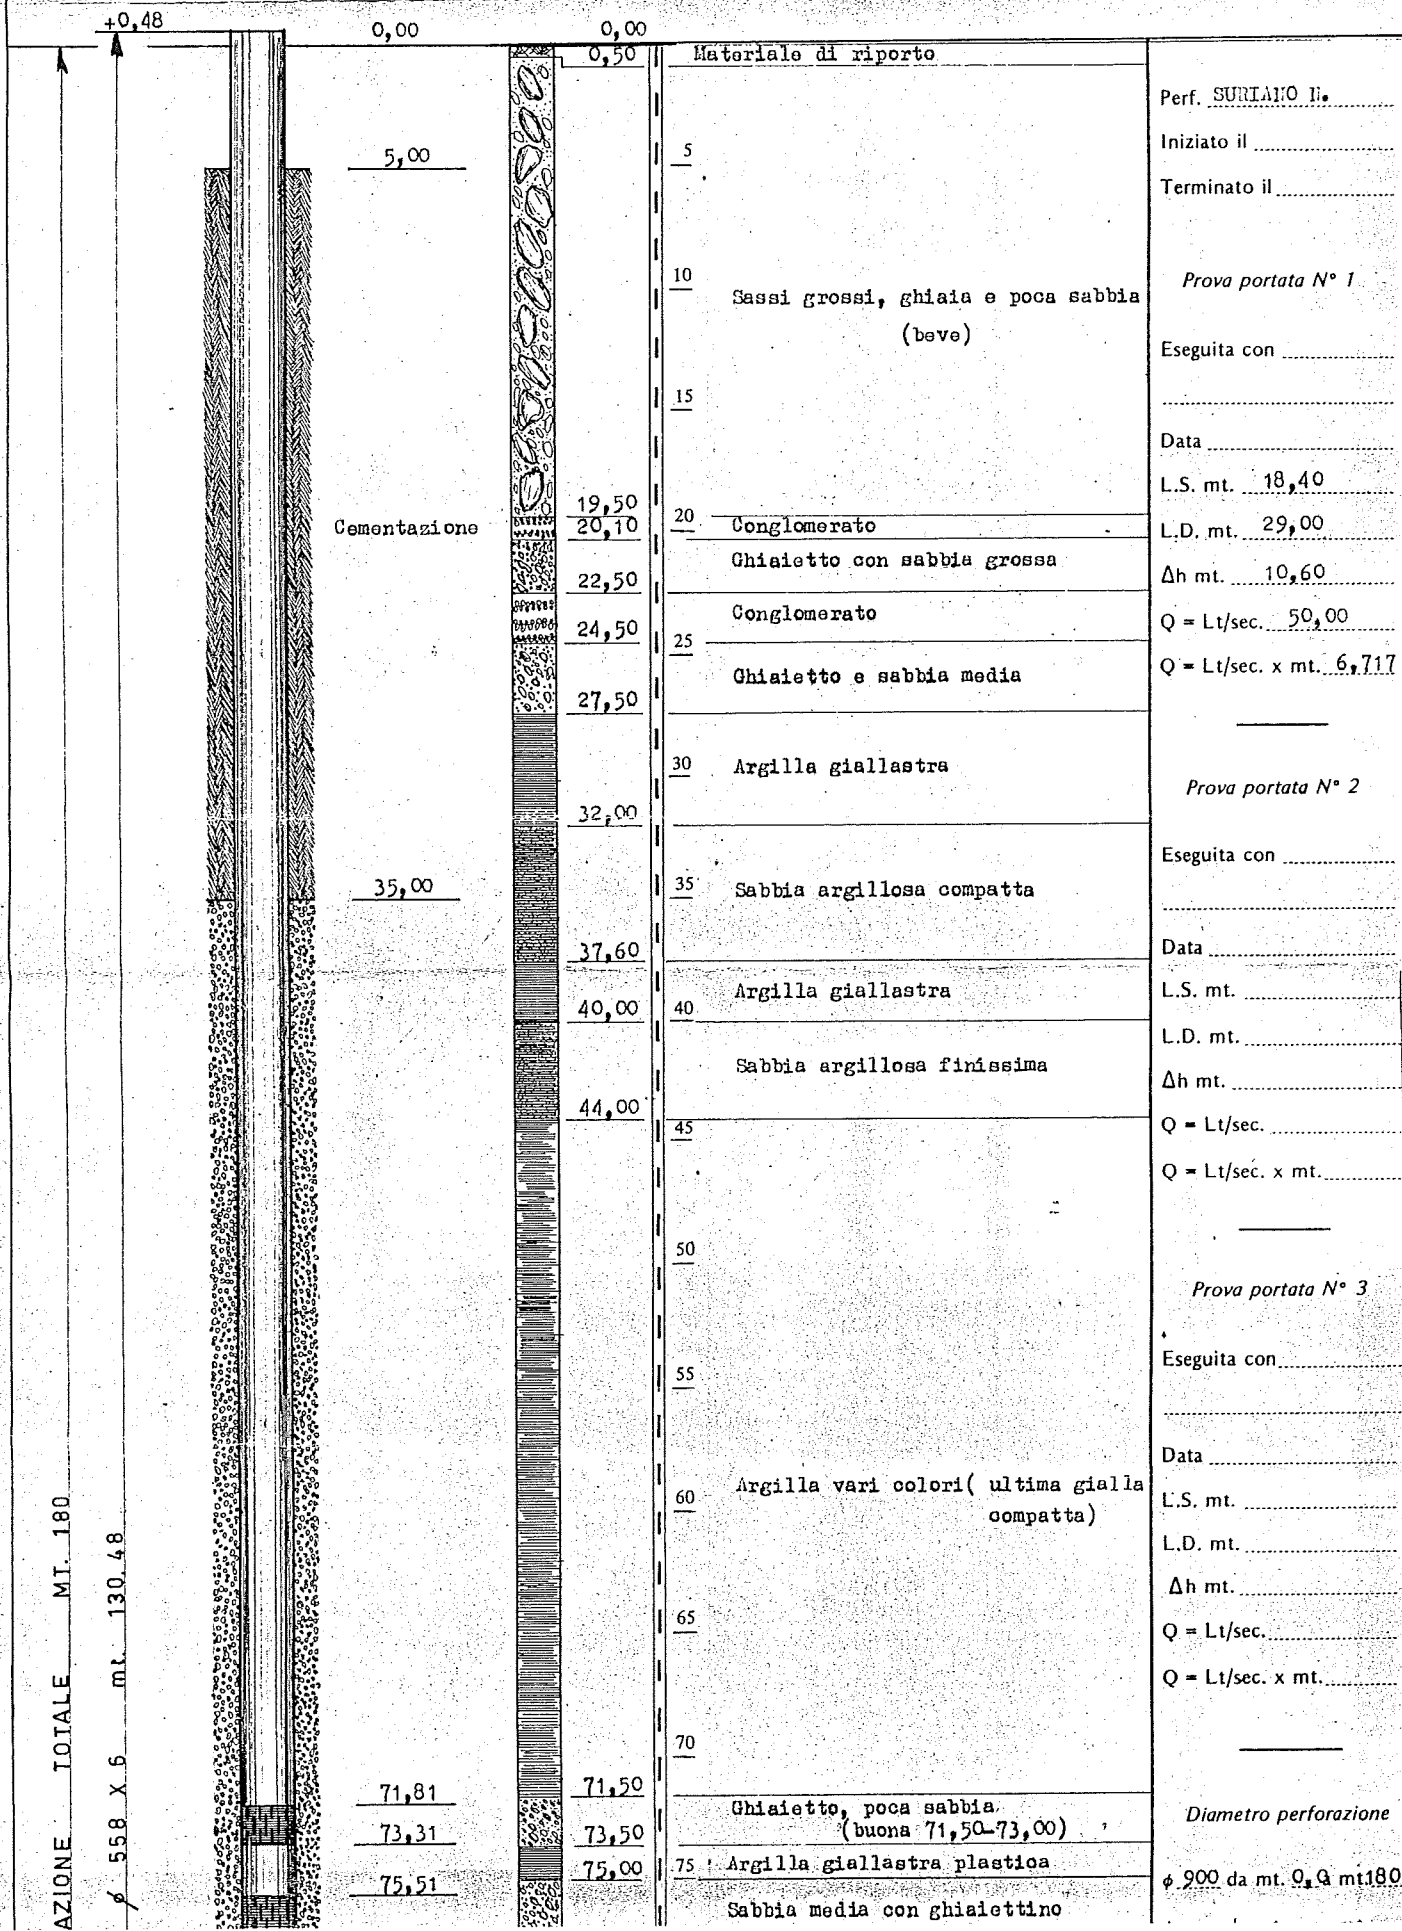 +0,48
0,00
0,00
0,50
Materiale di riporto
5,00
5
10
Sassi grossi, ghiaia e poca sabbia
(beve)
15
19,50
Cementazione
20,10
20
Conglomerato
Ghiaietto con sabbia grossa
22,50
Conglomerato
24,50
25
Ghiaietto e sabbia media
27,50
30
Argilla giallastra
32,00
35,00
35
Sabbia argillosa compatta
37,60
Argilla giallastra
40,00
40
Sabbia argillosa finissima
44,00
45
50
55
Argilla vari colori( ultima gialla
compatta)
60
65
70
71,81
71,50
Ghiaietto, poca sabbia
(buona 71,50-73,00)
73,31
73,50
75,00
75
Argilla giallastra plastica
75,51
Sabbia media con ghiaiettino
AZIONE TOTALE MT. 180
ϕ 558 X 6 mt. 130,48
Perf. SURIANO
Iniziato il
Terminato il
Prova portata N° 1
Eseguita con
Data
L.S. mt. 18,40
L.D. mt. 29,00
Δh mt. 10,60
Q = Lt/sec. 50,00
Q = Lt/sec. x mt. 6,717
Prova portata N° 2
Eseguita con
Data
L.S. mt.
L.D. mt.
Δh mt.
Q = Lt/sec.
Q = Lt/sec. x mt.
Prova portata N° 3
Eseguita con
Data
L.S. mt.
L.D. mt.
Δh mt.
Q = Lt/sec.
Q = Lt/sec. x mt.
Diametro perforazione
ϕ 900 da mt. 0,0 mt180